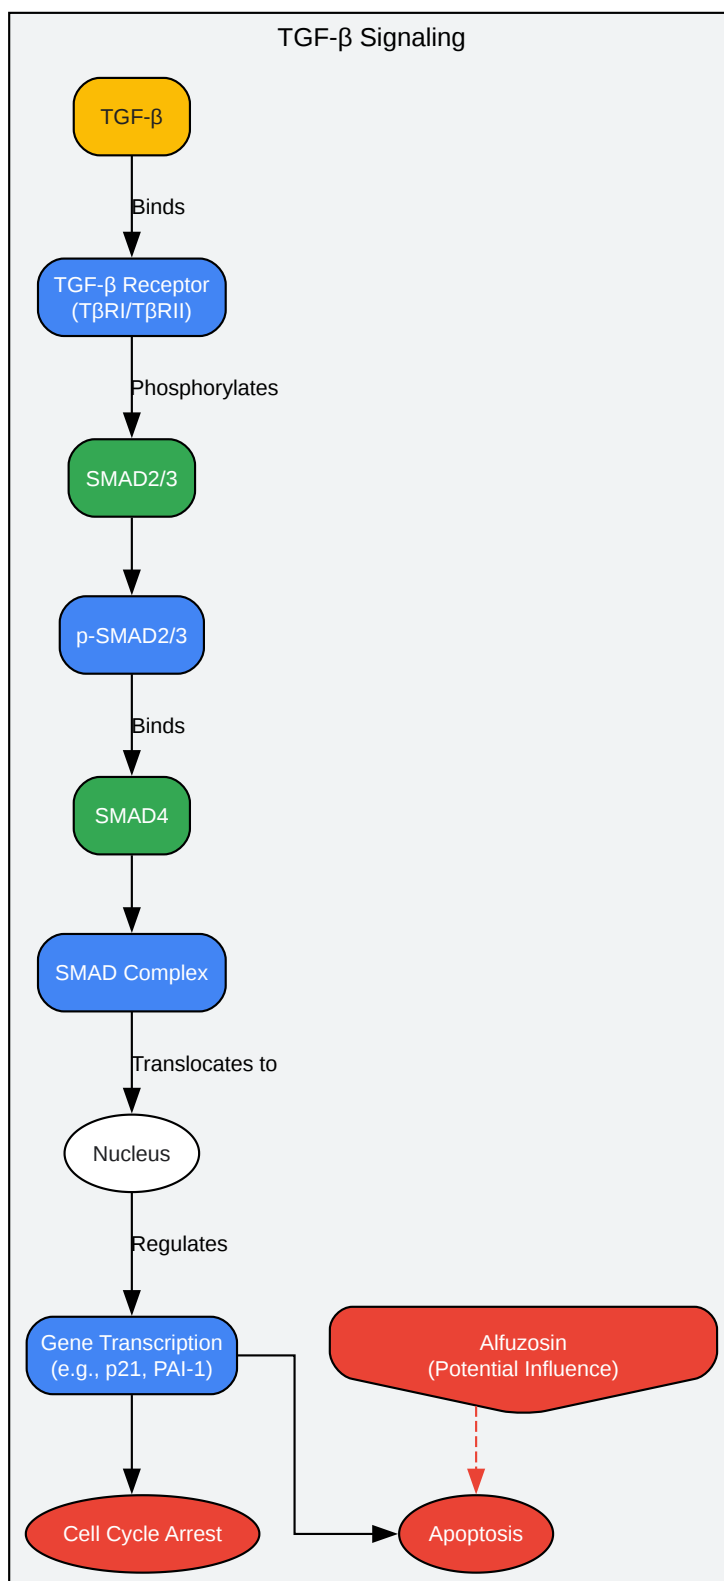 TGF-β Signaling
TGF-β
Binds
TGF-β Receptor
(TβRI/TβRII)
Phosphorylates
SMAD2/3
p-SMAD2/3
Binds
SMAD4
SMAD Complex
Translocates to
Nucleus
Regulates
Gene Transcription
(e.g., p21, PAI-1)
Alfuzosin
(Potential Influence)
Cell Cycle Arrest
Apoptosis